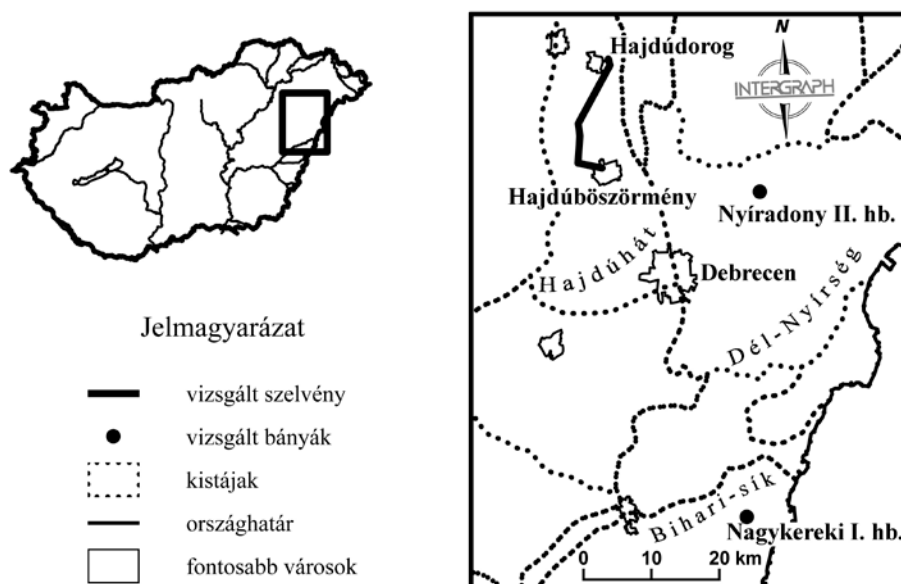 Jelmagyarázat
vizsgált szelvény
vizsgált bányák
kistájak
országhatár
fontosabb városok
N
INTERGRAPH
Hajdúdorog
Hajdúböszörmény
Nyíradony II. hb.
Hajdúhát
Debrecen
Dél-Nyírség
Bihari-sík
Nagykereki I. hb.
0 10 20 km